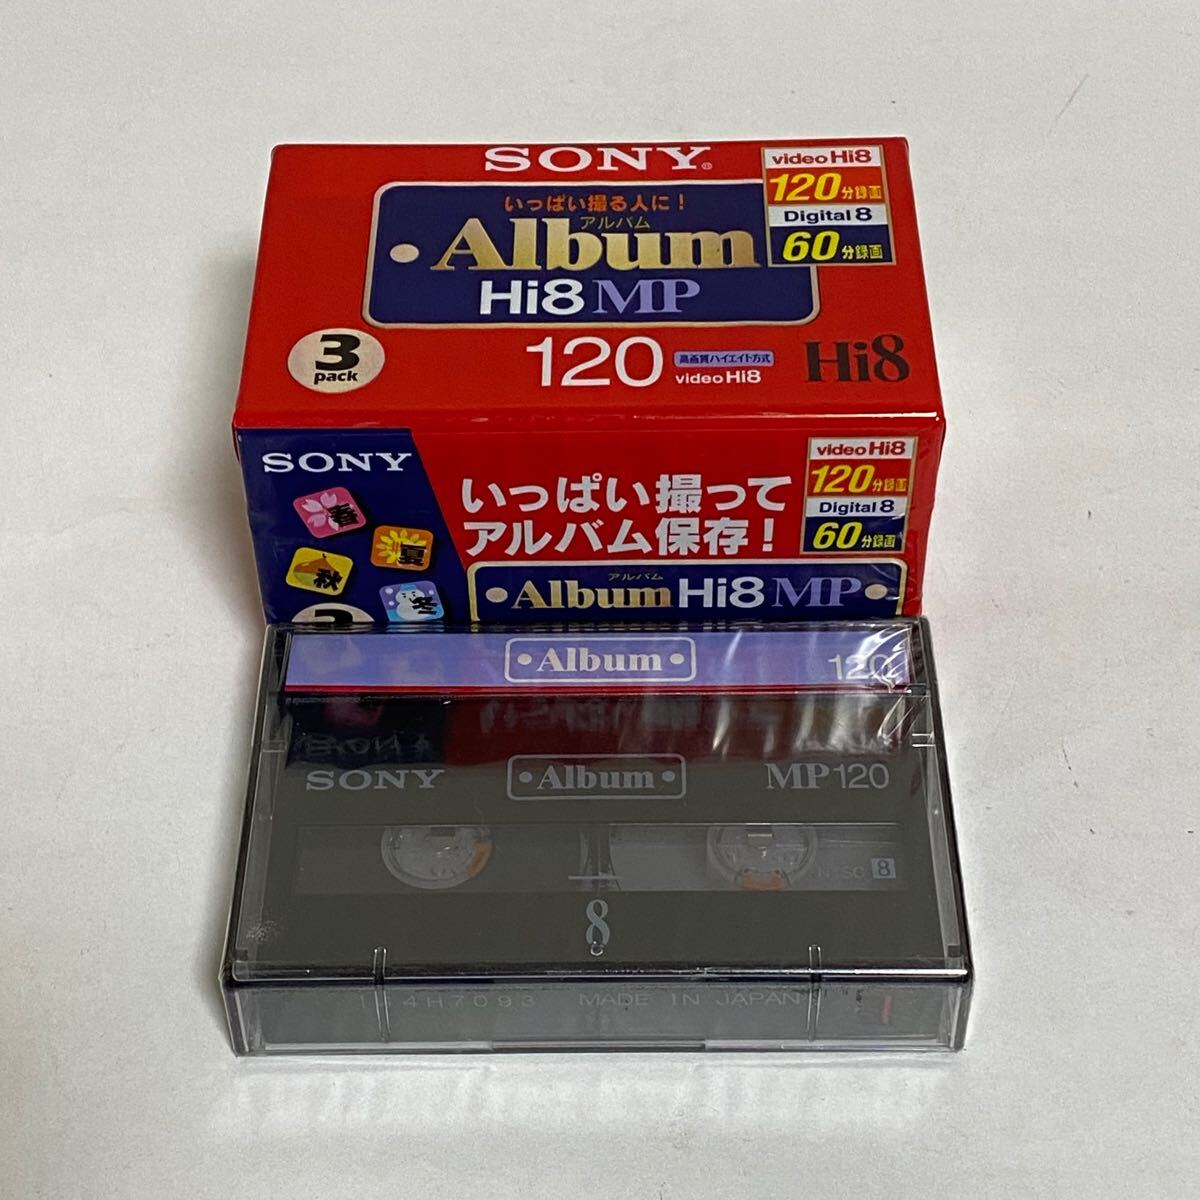 SONY®
いっぱい撮る人に!
アルバム
•Album
Hi8 MP
video Hi8
120分録画
Digital 8
60分録画
3
pack
120
高画質ハイエイト方式
video Hi8
Hi8
SONY
春
夏
秋
冬
3
いっぱい撮って
アルバム保存!
video Hi8
120分録画
Digital 8
60分録画
アルバム
•Album Hi8 MP•
•Album•
120
SONY
•Album•
MP120
NTSC 8
8
4H7093 MADE IN JAPAN